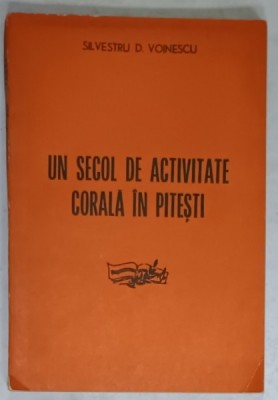 SILVESTRU D. VOINESCU
UN SECOL DE ACTIVITATE
CORALĂ ÎN PITEȘTI